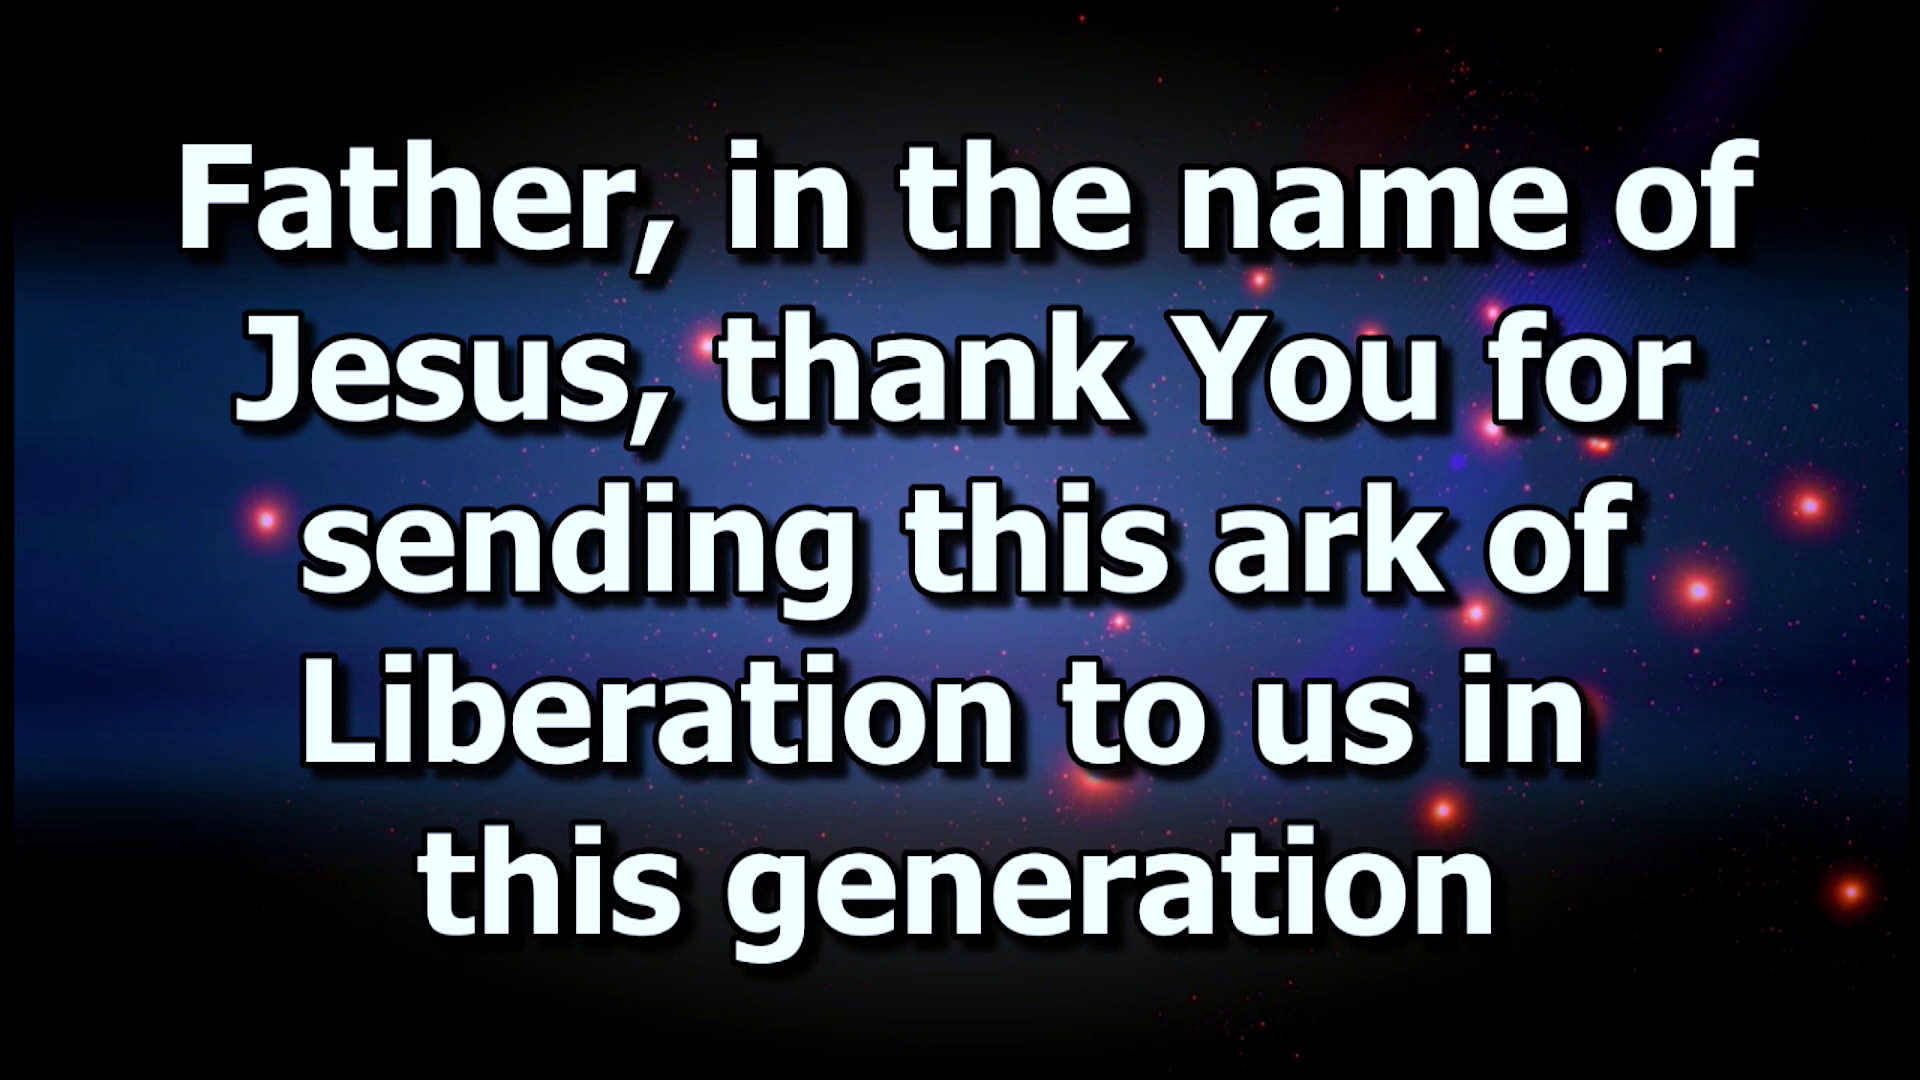 Father, in the name of
Jesus, thank You for
sending this ark of
Liberation to us in
this generation